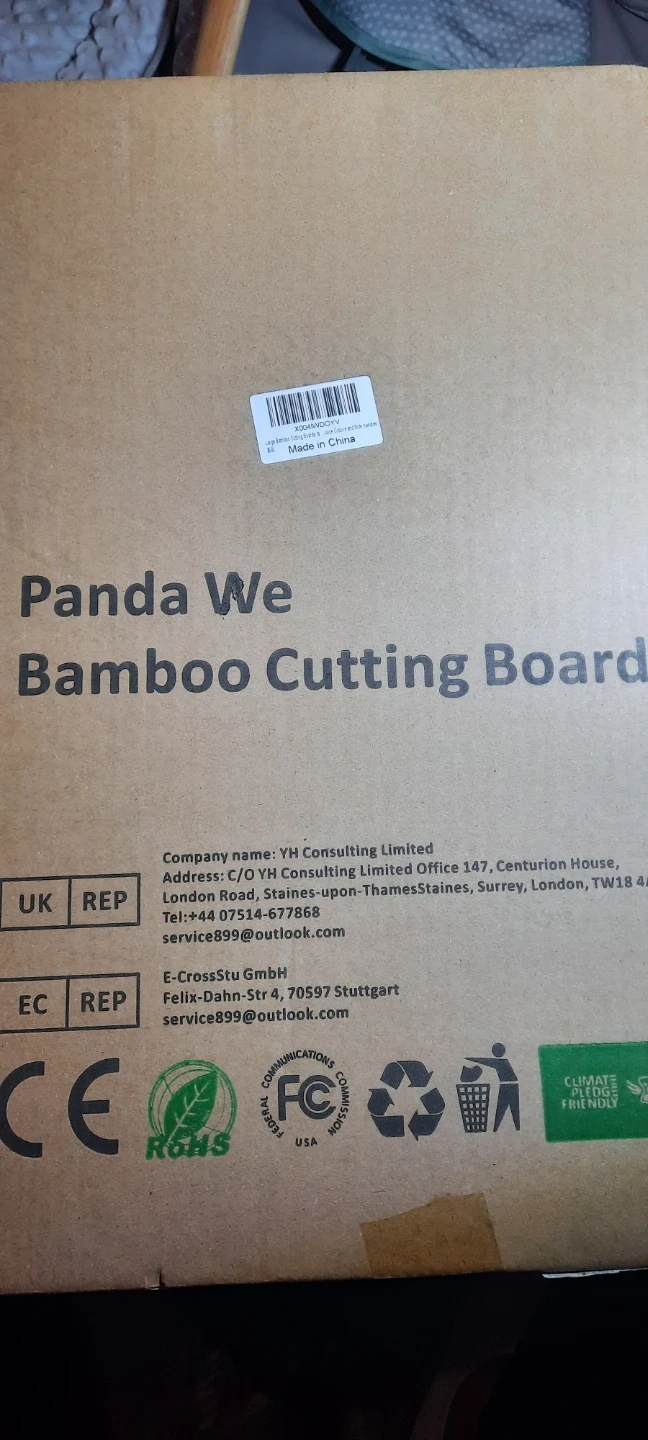 Made in China
Panda We
Bamboo Cutting Board
UK REP
Company name: YH Consulting Limited
Address: C/O YH Consulting Limited Office 147, Centurion House,
London Road, Staines-upon-ThamesStaines, Surrey, London, TW18
Tel:+44 07514-677868
service899@outlook.com
EC REP
E-CrossStu GmbH
Felix-Dahn-Str 4, 70597 Stuttgart
service899@outlook.com
CE
RoHS
FEDERAL COMMUNICATIONS COMMISSION
FC
USA
CLIMATE
PLEDGE
FRIENDLY